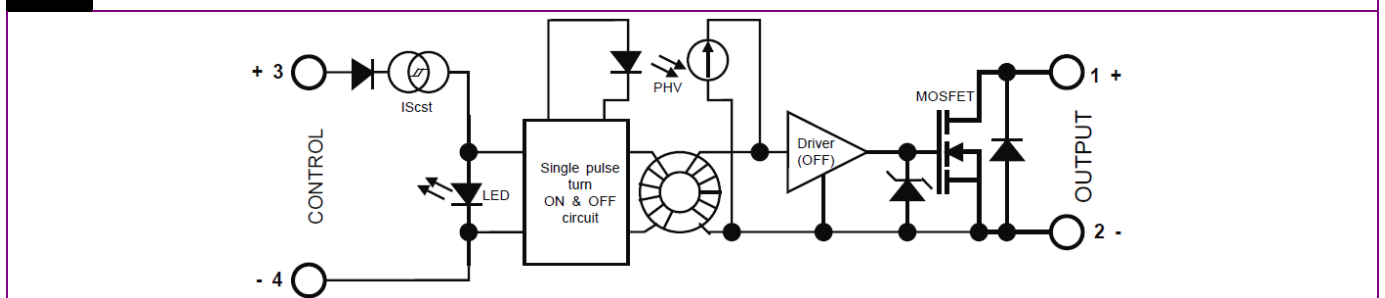 + 3
IScst
CONTROL
LED
- 4
Single pulse
turn
ON & OFF
circuit
PHV
Driver
(OFF)
MOSFET
1 +
OUTPUT
2 -